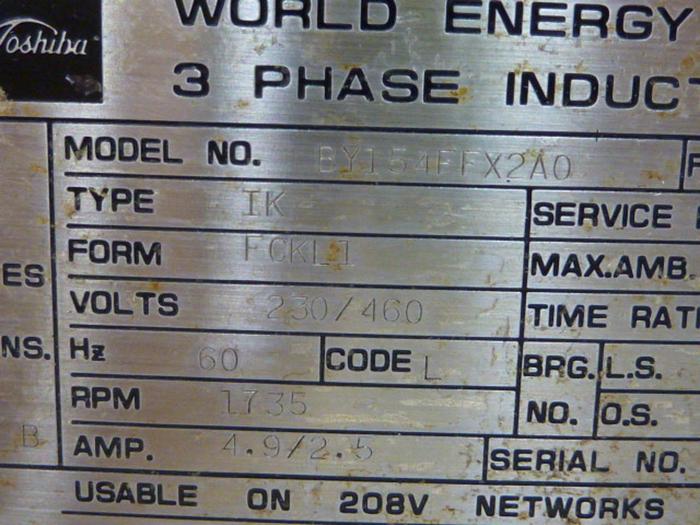 Toshiba
WORLD ENERGY
3 PHASE INDUC
MODEL NO. BY154FFX2A0
TYPE IK
SERVICE
FORM FCKL1
MAX.AMB.
ES
VOLTS 230/460
TIME RATI
NS.
Hz 60 CODE L
BRG. L.S.
RPM 1735
NO. O.S.
B
AMP. 4.9/2.5
SERIAL NO.
USABLE ON 208V NETWORKS